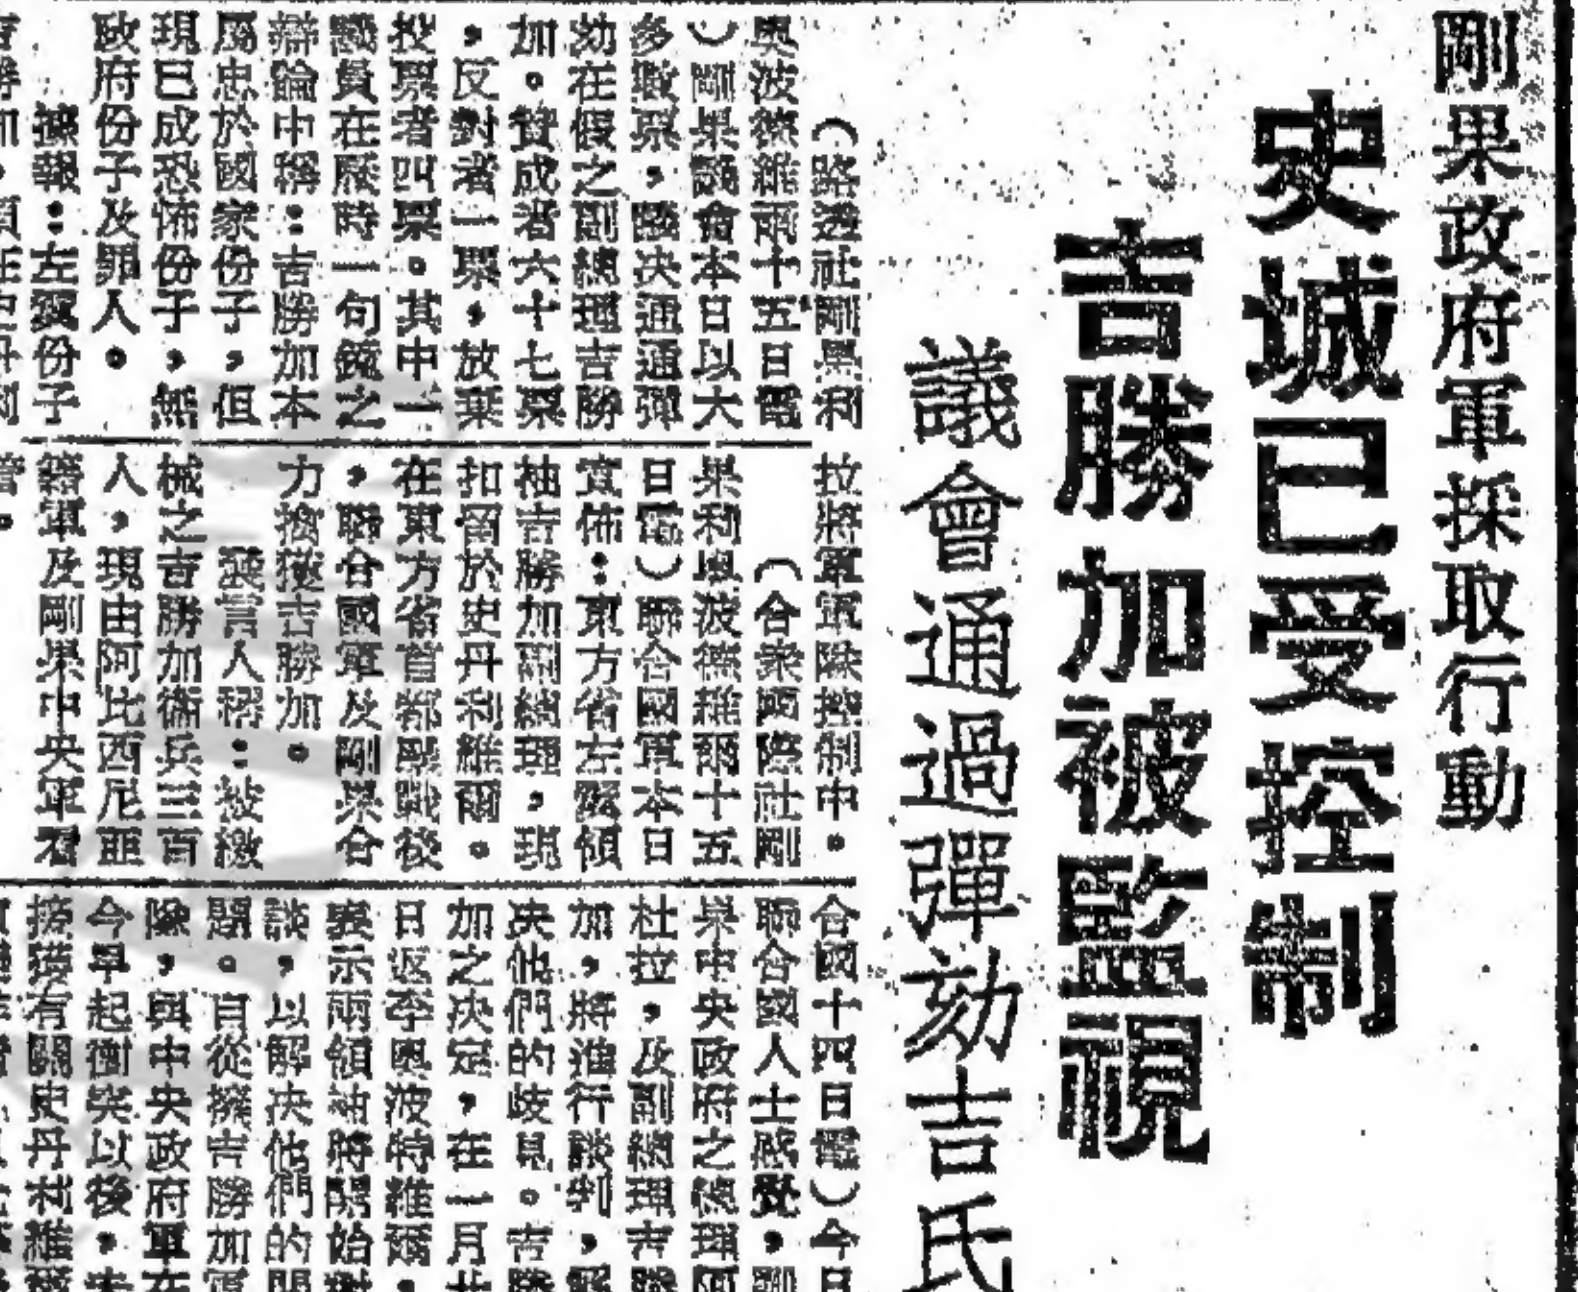 剛果政府軍採取行動
史城已受控制
吉勝加被監視
議會通過彈劾吉氏
（路透社剛果利
奧波德維爾十五日電
）剛果議會本日以大
多數票，議決通過彈
劾在假之副總理吉勝
加。贊成者六十七票
，反對者一票，放棄
投票者四票。其中一
議員在歷時一句鐘之
辯論中稱：吉勝加本
屬忠於國家份子，但
現已成恐怖份子，無
政府份子及罪人。
據報：左翼份子
拉將軍軍隊控制中。
（合衆國際社剛
果利奧波德維爾十五
日電）聯合國軍本日
宣佈：東方省左翼領
袖吉勝加副總理，現
扣留於史丹利維爾。
在東方省首都戰後
，聯合國軍及剛果合
力擒獲吉勝加。
發言人稱：被繳
械之吉勝加衛兵三百
人，現由阿比西尼亞
籍軍及剛果中央軍看
管。
合國十四日電）今日
聯合國人士感覺，剛
果中央政府之總理阿
杜拉，及副總理吉勝
加，將進行談判，解
決他們的歧見。吉勝
加之決定，在一月廿
日返李奧波特維爾，
表示兩領袖將開始對
談，以解決他們的問
題。自從擁吉勝加軍
隊，與中央政府軍在
今早起衝突以後，未
接獲有關史丹利維爾